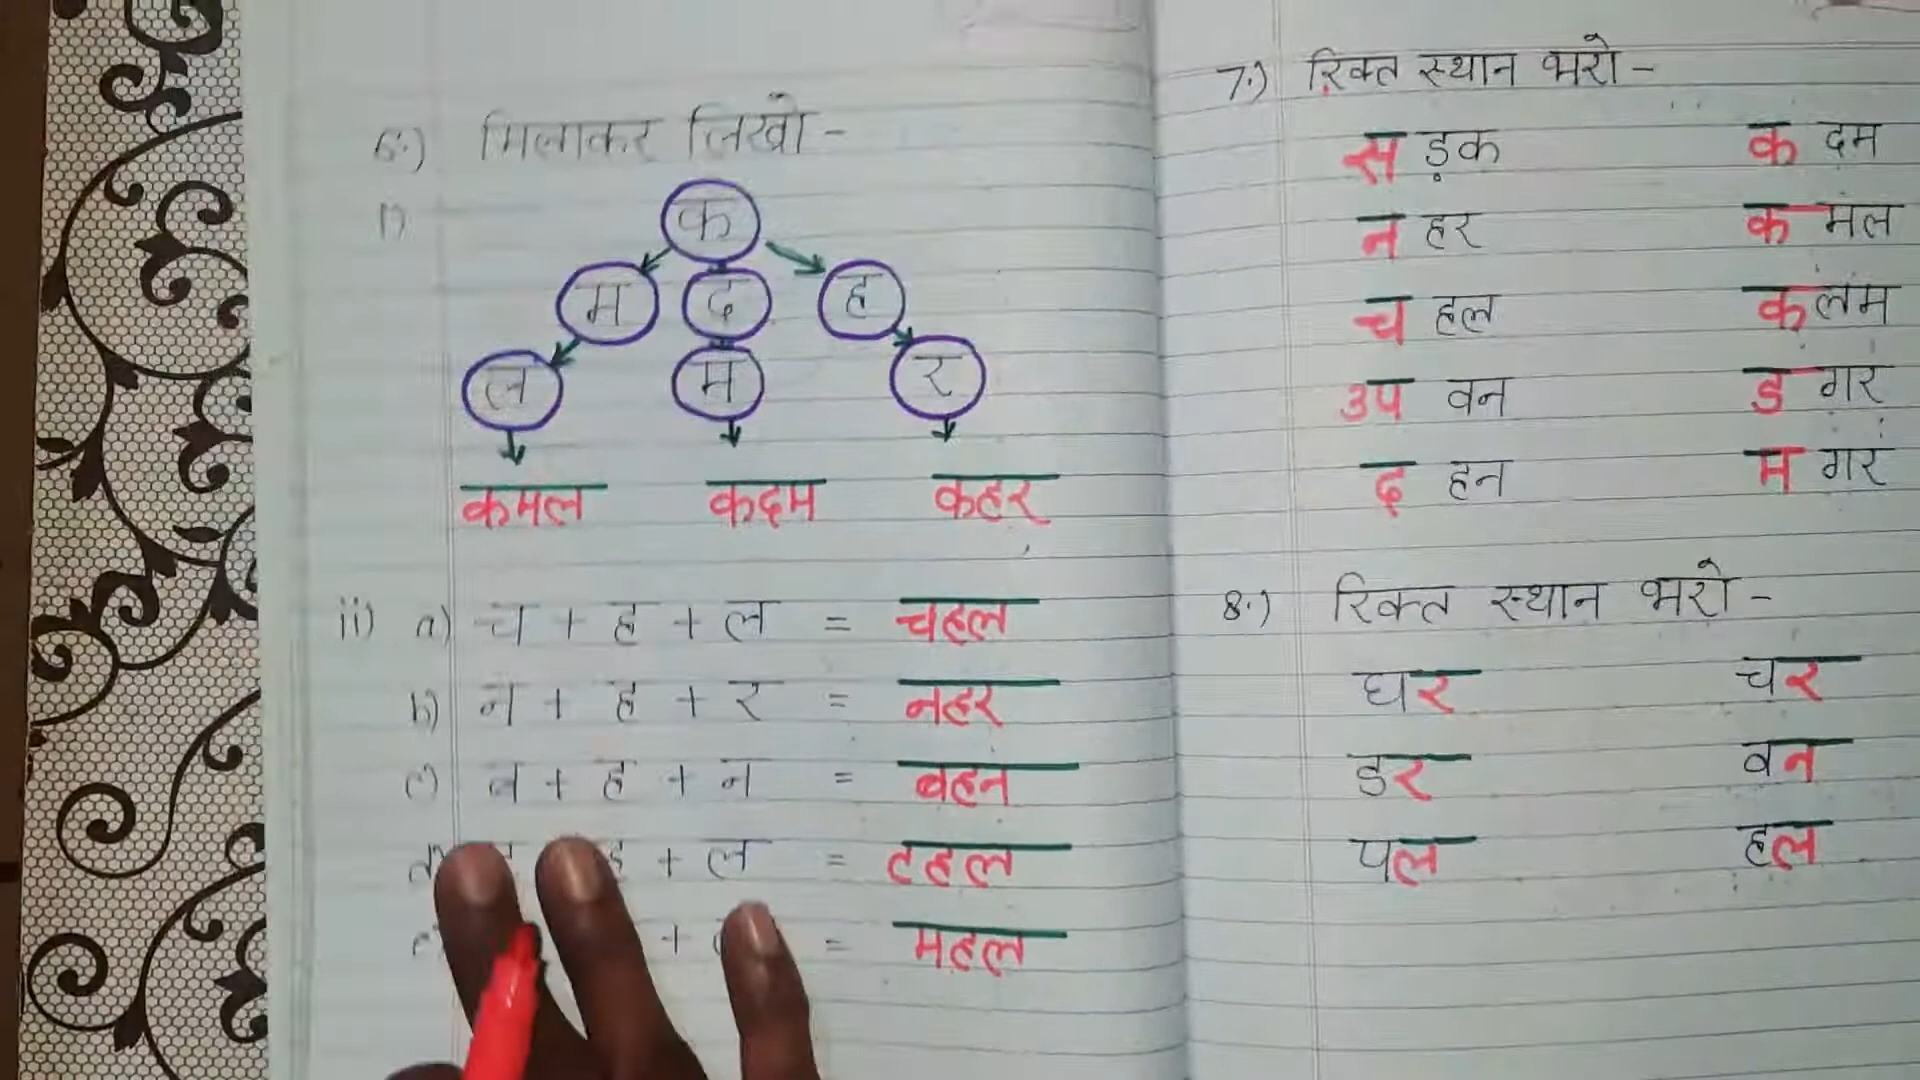 6.) मिलाकर लिखो-
i)
क
म द ह
ल म र
कमल कदम कहर
ii) a) च + ह + ल = चहल
b) न + ह + र = नहर
c) ब + ह + न = बहन
d) ह + ल = टहल
e) + = महल
7.) रिक्त स्थान भरो-
सड़क कदम
नहर कमल
चहल कलम
उपवन डगर
दहन मगर
8.) रिक्त स्थान भरो-
घर चर
डर वन
पल हल